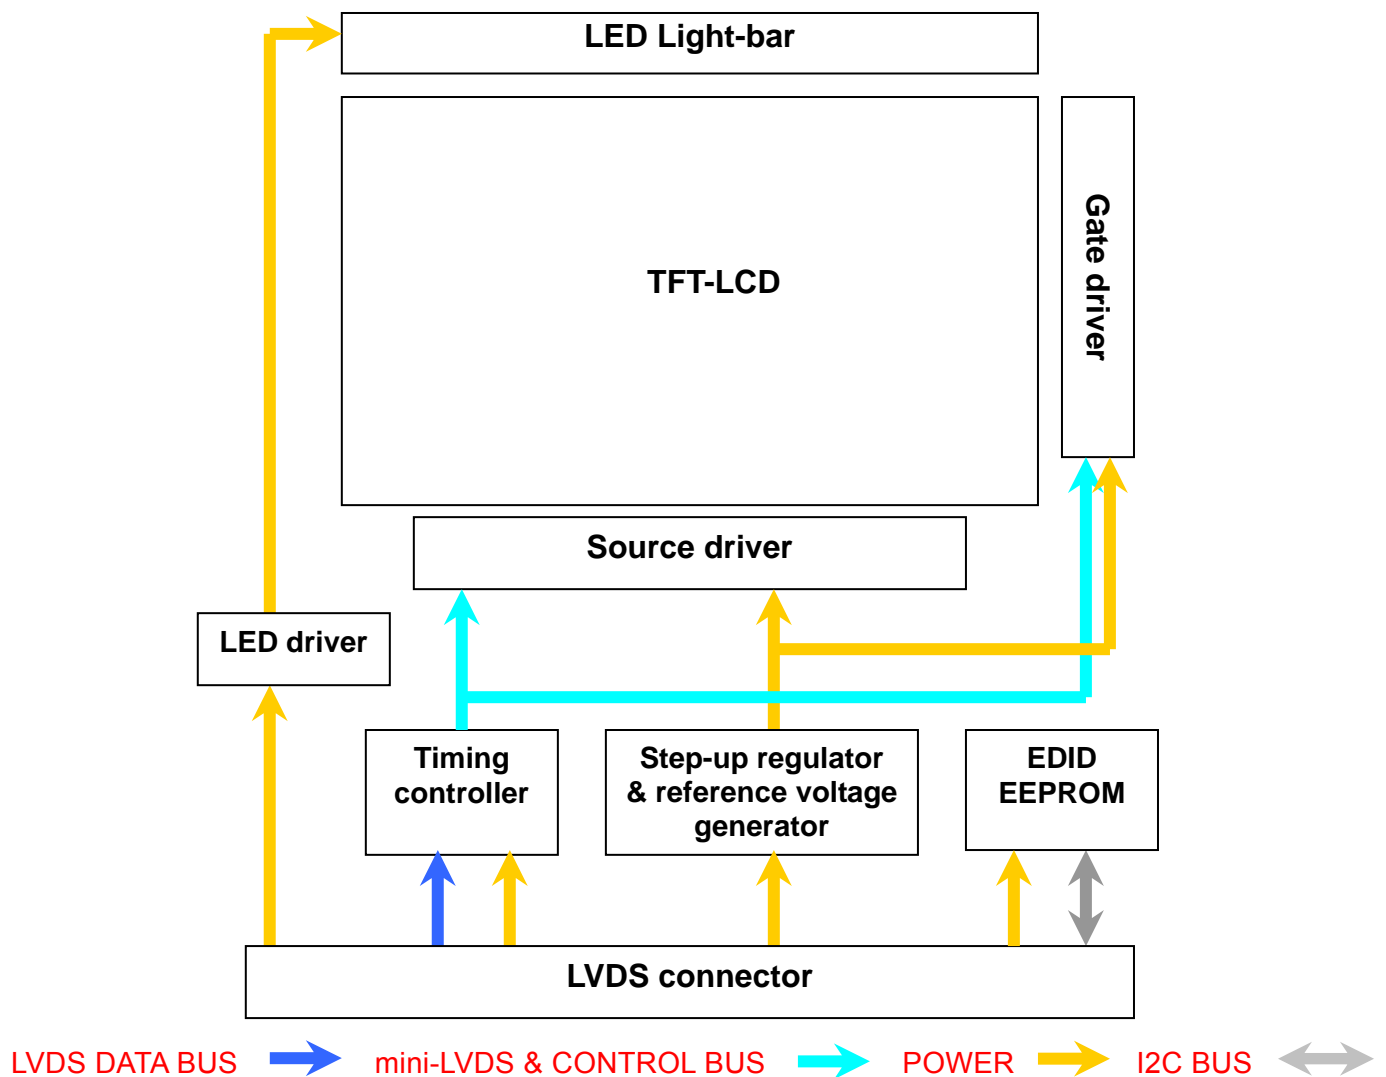 LED Light-bar
TFT-LCD
Gate driver
Source driver
LED driver
Timing
controller
Step-up regulator
& reference voltage
generator
EDID
EEPROM
LVDS connector
LVDS DATA BUS mini-LVDS & CONTROL BUS POWER I2C BUS